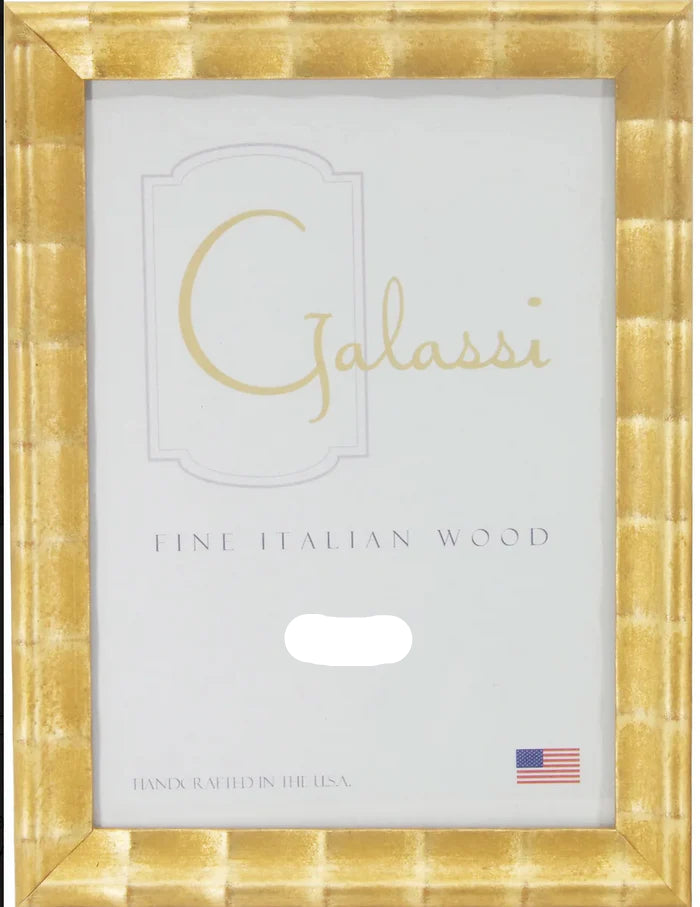 Galassi
FINE ITALIAN WOOD
HANDCRAFTED IN THE U.S.A.